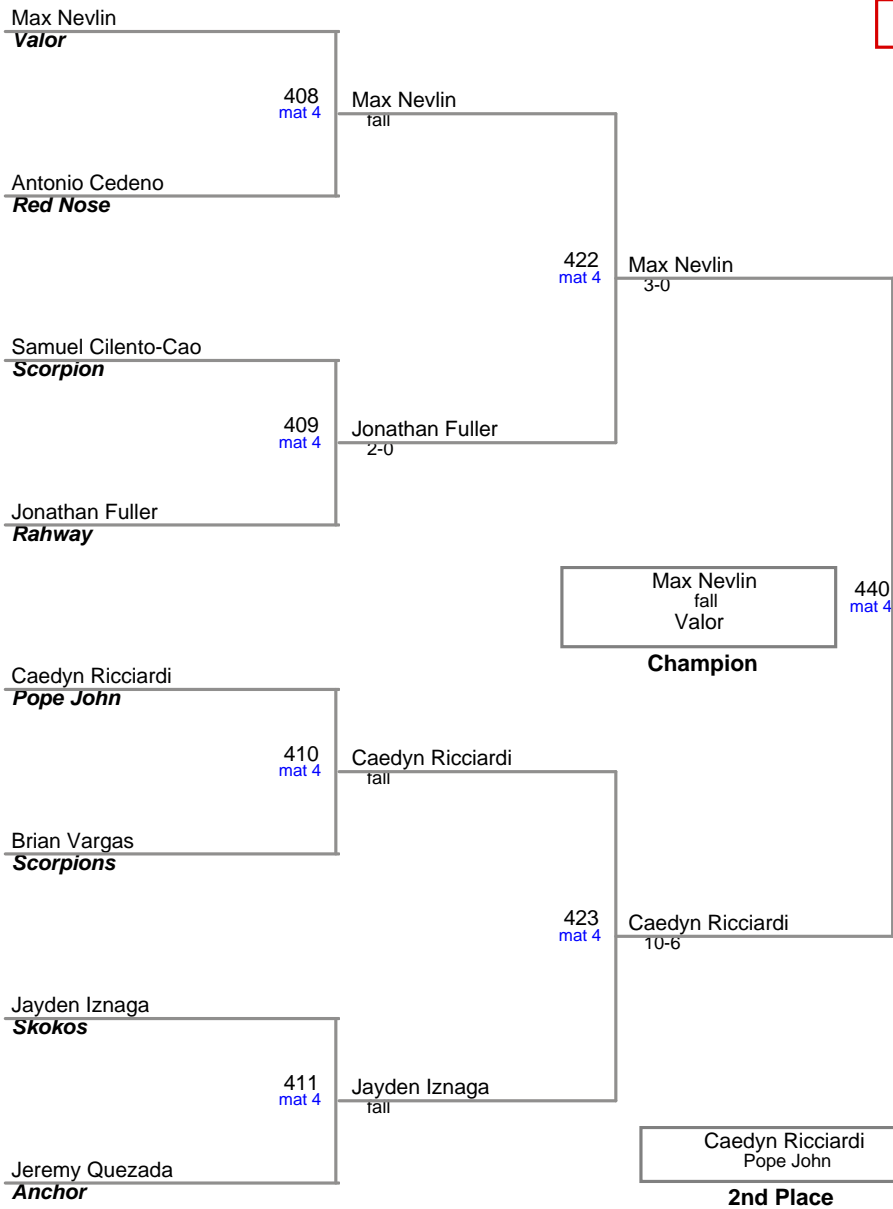 Max Nevlin
Valor
408
mat 4
Max Nevlin
fall
Antonio Cedeno
Red Nose
422
mat 4
Max Nevlin
3-0
Samuel Cilento-Cao
Scorpion
409
mat 4
Jonathan Fuller
2-0
Jonathan Fuller
Rahway
Max Nevlin
fall
Valor
440
mat 4
Champion
Caedyn Ricciardi
Pope John
410
mat 4
Caedyn Ricciardi
fall
Brian Vargas
Scorpions
423
mat 4
Caedyn Ricciardi
10-6
Jayden Iznaga
Skokos
411
mat 4
Jayden Iznaga
fall
Jeremy Quezada
Anchor
Caedyn Ricciardi
Pope John
2nd Place